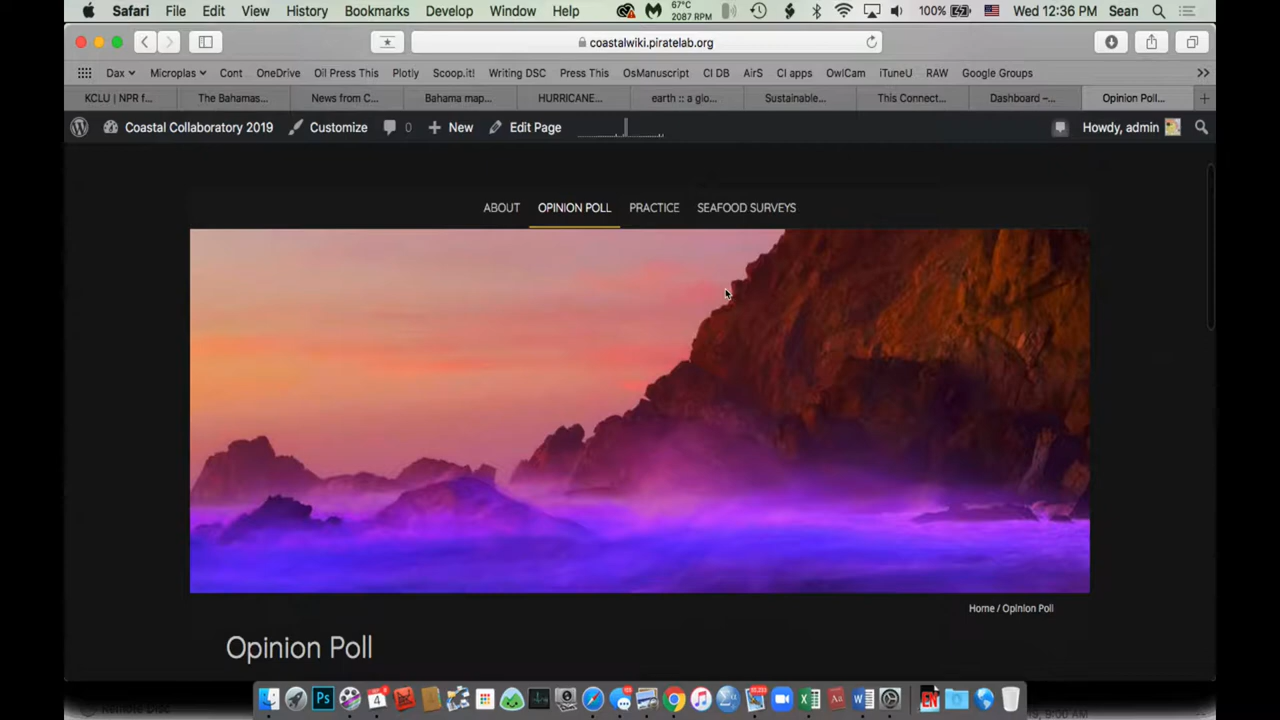 Safari File Edit View History Bookmarks Develop Window Help 67°C 2087 RPM 100% Wed 12:36 PM Sean
coastalwiki.piratelab.org
Dax Microplas Cont OneDrive Oil Press This Plotly Scoop.it! Writing DSC Press This OsManuscript CI DB AirS CI apps OwlCam iTuneU RAW Google Groups
KCLU | NPR f... The Bahamas... News from C... Bahama map... HURRICANE... earth :: a glo... Sustainable... This Connect... Dashboard –... Opinion Poll...
Coastal Collaboratory 2019 Customize 0 New Edit Page Howdy, admin
ABOUT OPINION POLL PRACTICE SEAFOOD SURVEYS
Home / Opinion Poll
Opinion Poll